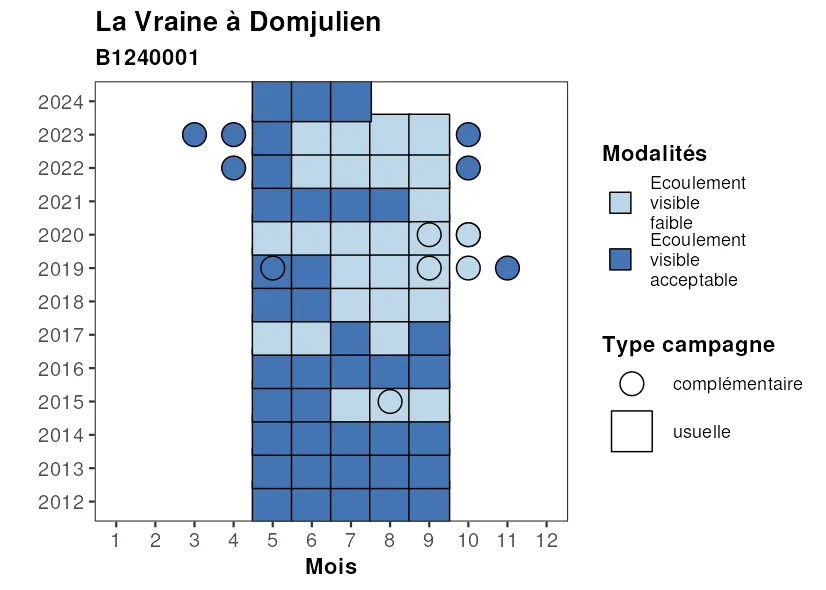 La Vraine à Domjulien
B1240001
2024
2023
2022
2021
2020
2019
2018
2017
2016
2015
2014
2013
2012
1 2 3 4 5 6 7 8 9 10 11 12
Mois
Modalités
Ecoulement
visible
faible
Ecoulement
visible
acceptable
Type campagne
complémentaire
usuelle